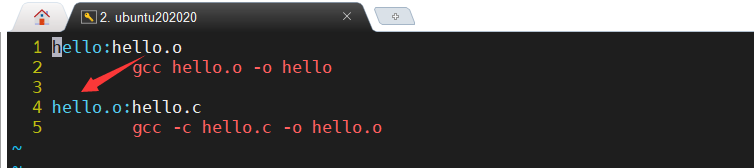 2. ubuntu202020
1 hello:hello.o
2 gcc hello.o -o hello
3
4 hello.o:hello.c
5 gcc -c hello.c -o hello.o
~
~